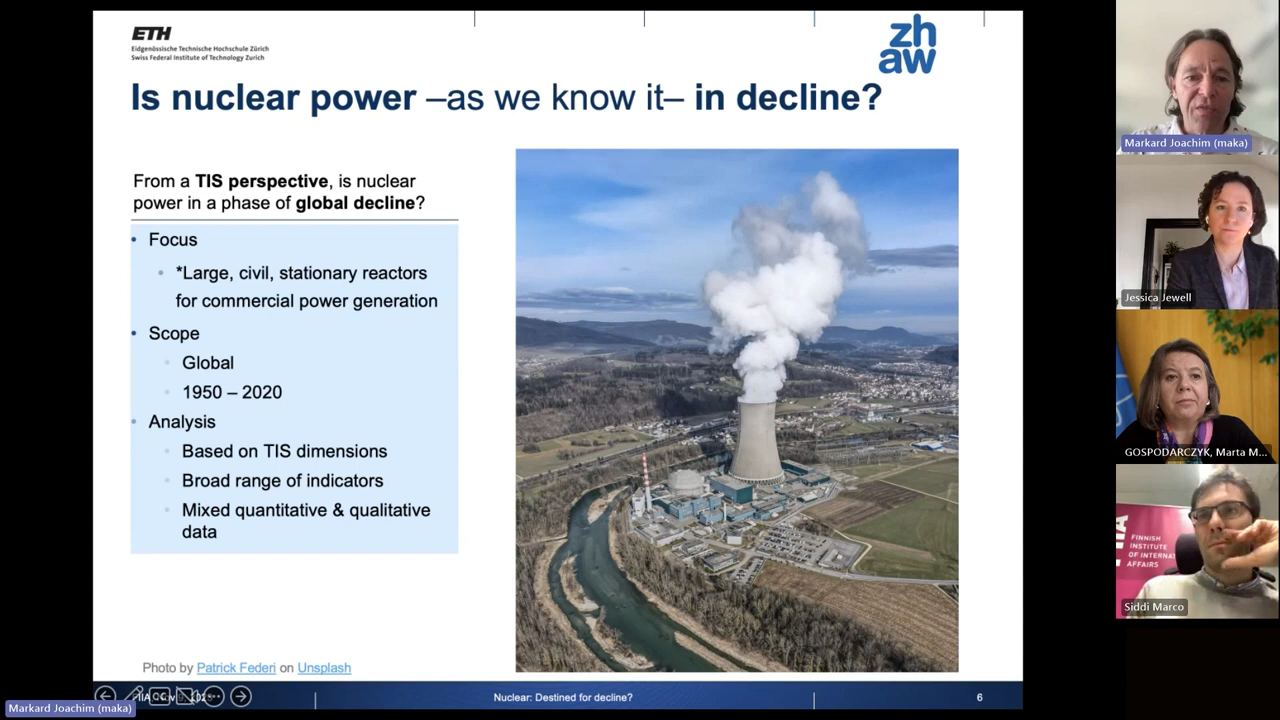 ETH
Eidgenössische Technische Hochschule Zürich
Swiss Federal Institute of Technology Zurich
zh
aw
Is nuclear power –as we know it– in decline?
From a TIS perspective, is nuclear
power in a phase of global decline?
• Focus
• *Large, civil, stationary reactors
for commercial power generation
• Scope
• Global
• 1950 – 2020
• Analysis
• Based on TIS dimensions
• Broad range of indicators
• Mixed quantitative & qualitative
data
Photo by Patrick Federi on Unsplash
Nuclear: Destined for decline?
6
Markard Joachim (maka)
Markard Joachim (maka)
Jessica Jewell
GOSPODARCZYK, Marta M...
FINNISH
INSTITUTE
OF INTERNAT
AFFAIRS
Siddi Marco